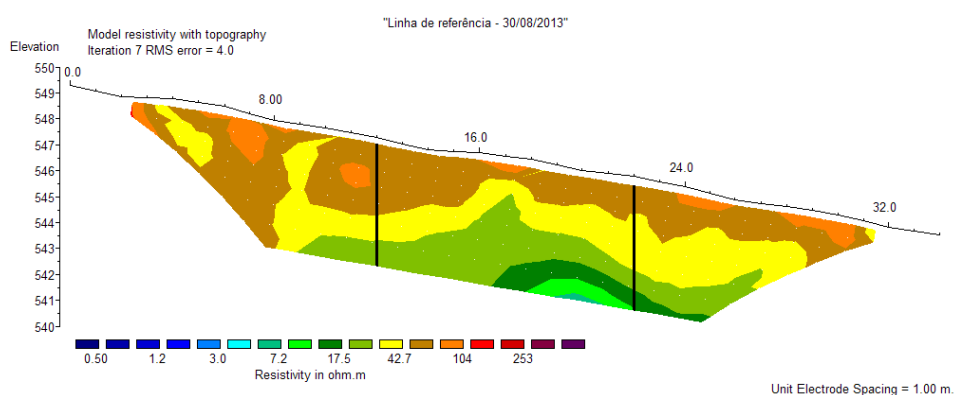 "Linha de referência - 30/08/2013"
Model resistivity with topography
Iteration 7 RMS error = 4.0
Elevation
550
549
548
547
546
545
544
543
542
541
540
0.0
8.00
16.0
24.0
32.0
0.50 1.2 3.0 7.2 17.5 42.7 104 253
Resistivity in ohm.m
Unit Electrode Spacing = 1.00 m.